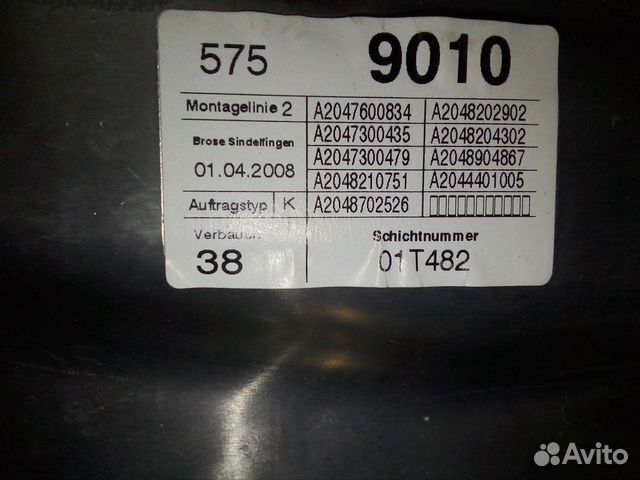 575 9010
Montagelinie 2 A2047600834 A2048202902
Brose Sindelfingen A2047300435 A2048204302
01.04.2008 A2047300479 A2048904867
A2048210751 A2044401005
Auftragstyp K A2048702526
Verbauch Schichtnummer
38 01T482
Avito